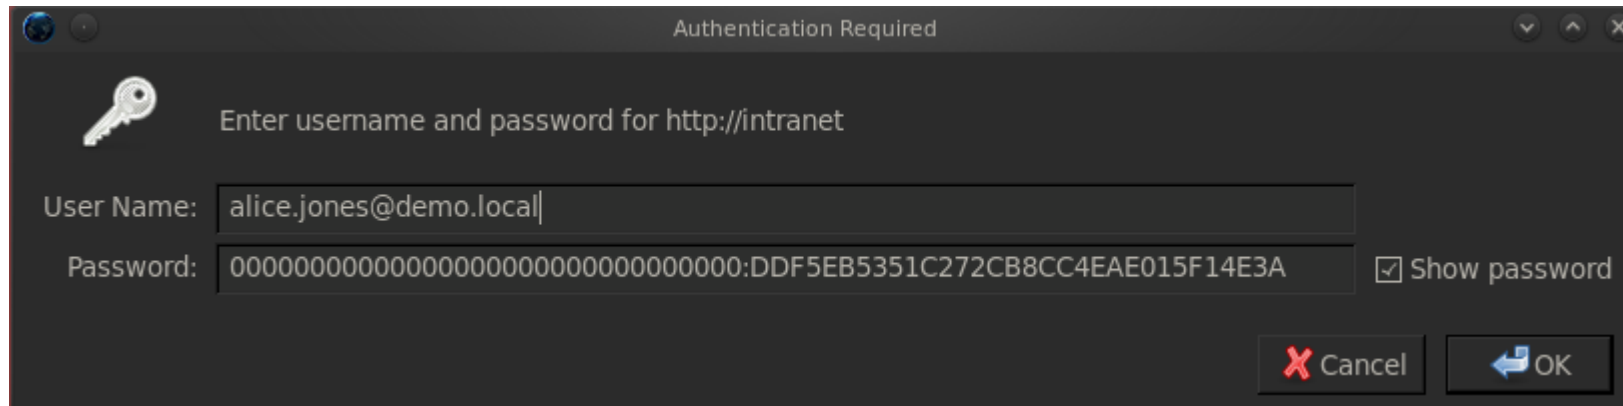 Authentication Required
Enter username and password for http://intranet
User Name: alice.jones@demo.local
Password: 00000000000000000000000000000000:DDF5EB5351C272CB8CC4EAE015F14E3A Show password
Cancel OK